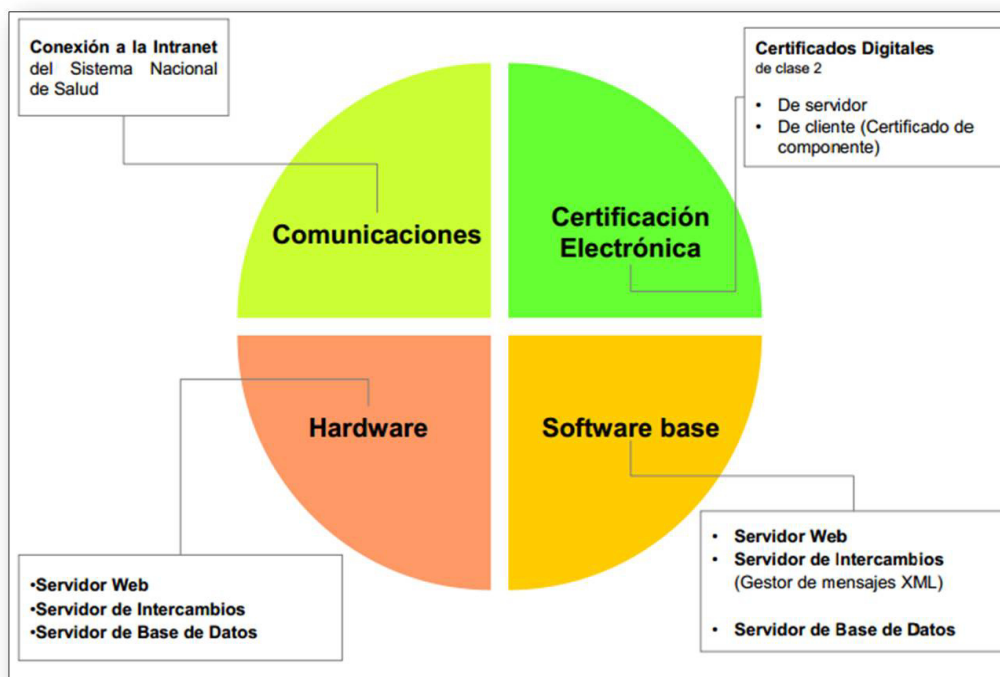 Conexión a la Intranet
del Sistema Nacional
de Salud
Certificados Digitales
de clase 2
• De servidor
• De cliente (Certificado de
componente)
Comunicaciones
Certificación
Electrónica
Hardware
Software base
•Servidor Web
•Servidor de Intercambios
•Servidor de Base de Datos
• Servidor Web
• Servidor de Intercambios
(Gestor de mensajes XML)
• Servidor de Base de Datos